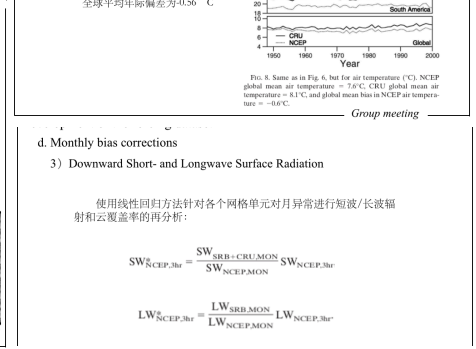 全球平均年际偏差为-0.56 ℃
20
18
South America
10
8
6
4
CRU
NCEP
Global
1950 1960 1970 1980 1990 2000
Year
FIG. 8. Same as in Fig. 6, but for air temperature (°C). NCEP
global mean air temperature = 7.6°C, CRU global mean air
temperature = 8.1°C, and global mean bias in NCEP air tempera-
ture = −0.6°C.
Group meeting
d. Monthly bias corrections
3）Downward Short- and Longwave Surface Radiation
使用线性回归方法针对各个网格单元对月异常进行短波/长波辐
射和云覆盖率的再分析：
SW*NCEP,3hr = SWSRB+CRU,MON / SWNCEP,MON SWNCEP,3hr.
LW*NCEP,3hr = LWSRB,MON / LWNCEP,MON LWNCEP,3hr.